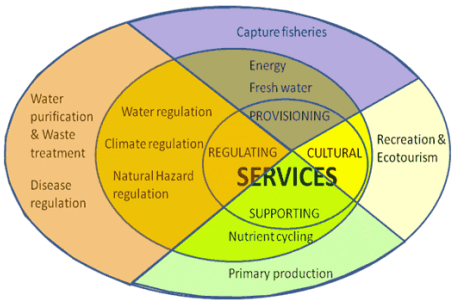 Capture fisheries
Energy
Fresh water
PROVISIONING
Water
purification
& Waste
treatment
Disease
regulation
Water regulation
Climate regulation
Natural Hazard
regulation
REGULATING
CULTURAL
SERVICES
Recreation &
Ecotourism
SUPPORTING
Nutrient cycling
Primary production